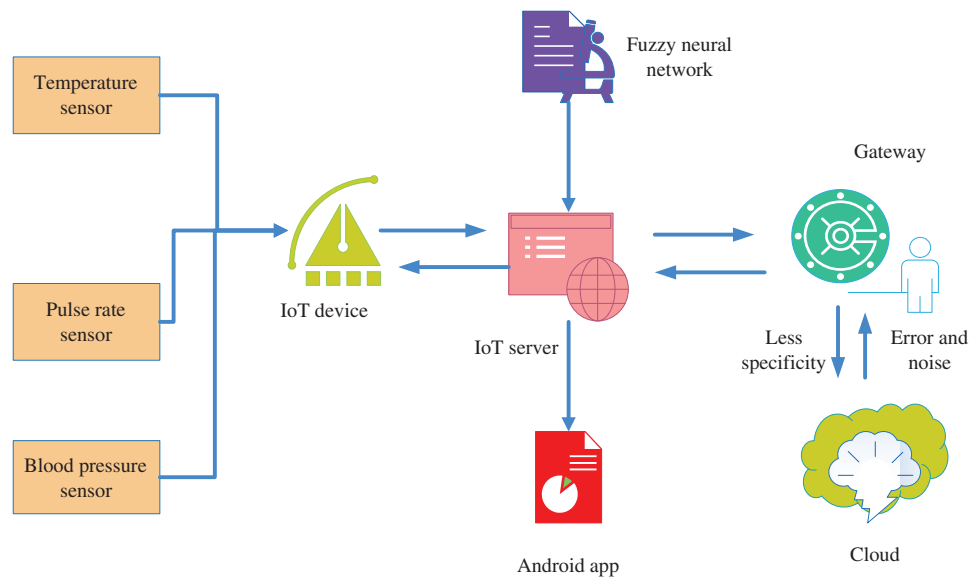 Temperature
sensor
Pulse rate
sensor
Blood pressure
sensor
IoT device
Fuzzy neural
network
IoT server
Android app
Gateway
Less
specificity
Error and
noise
Cloud